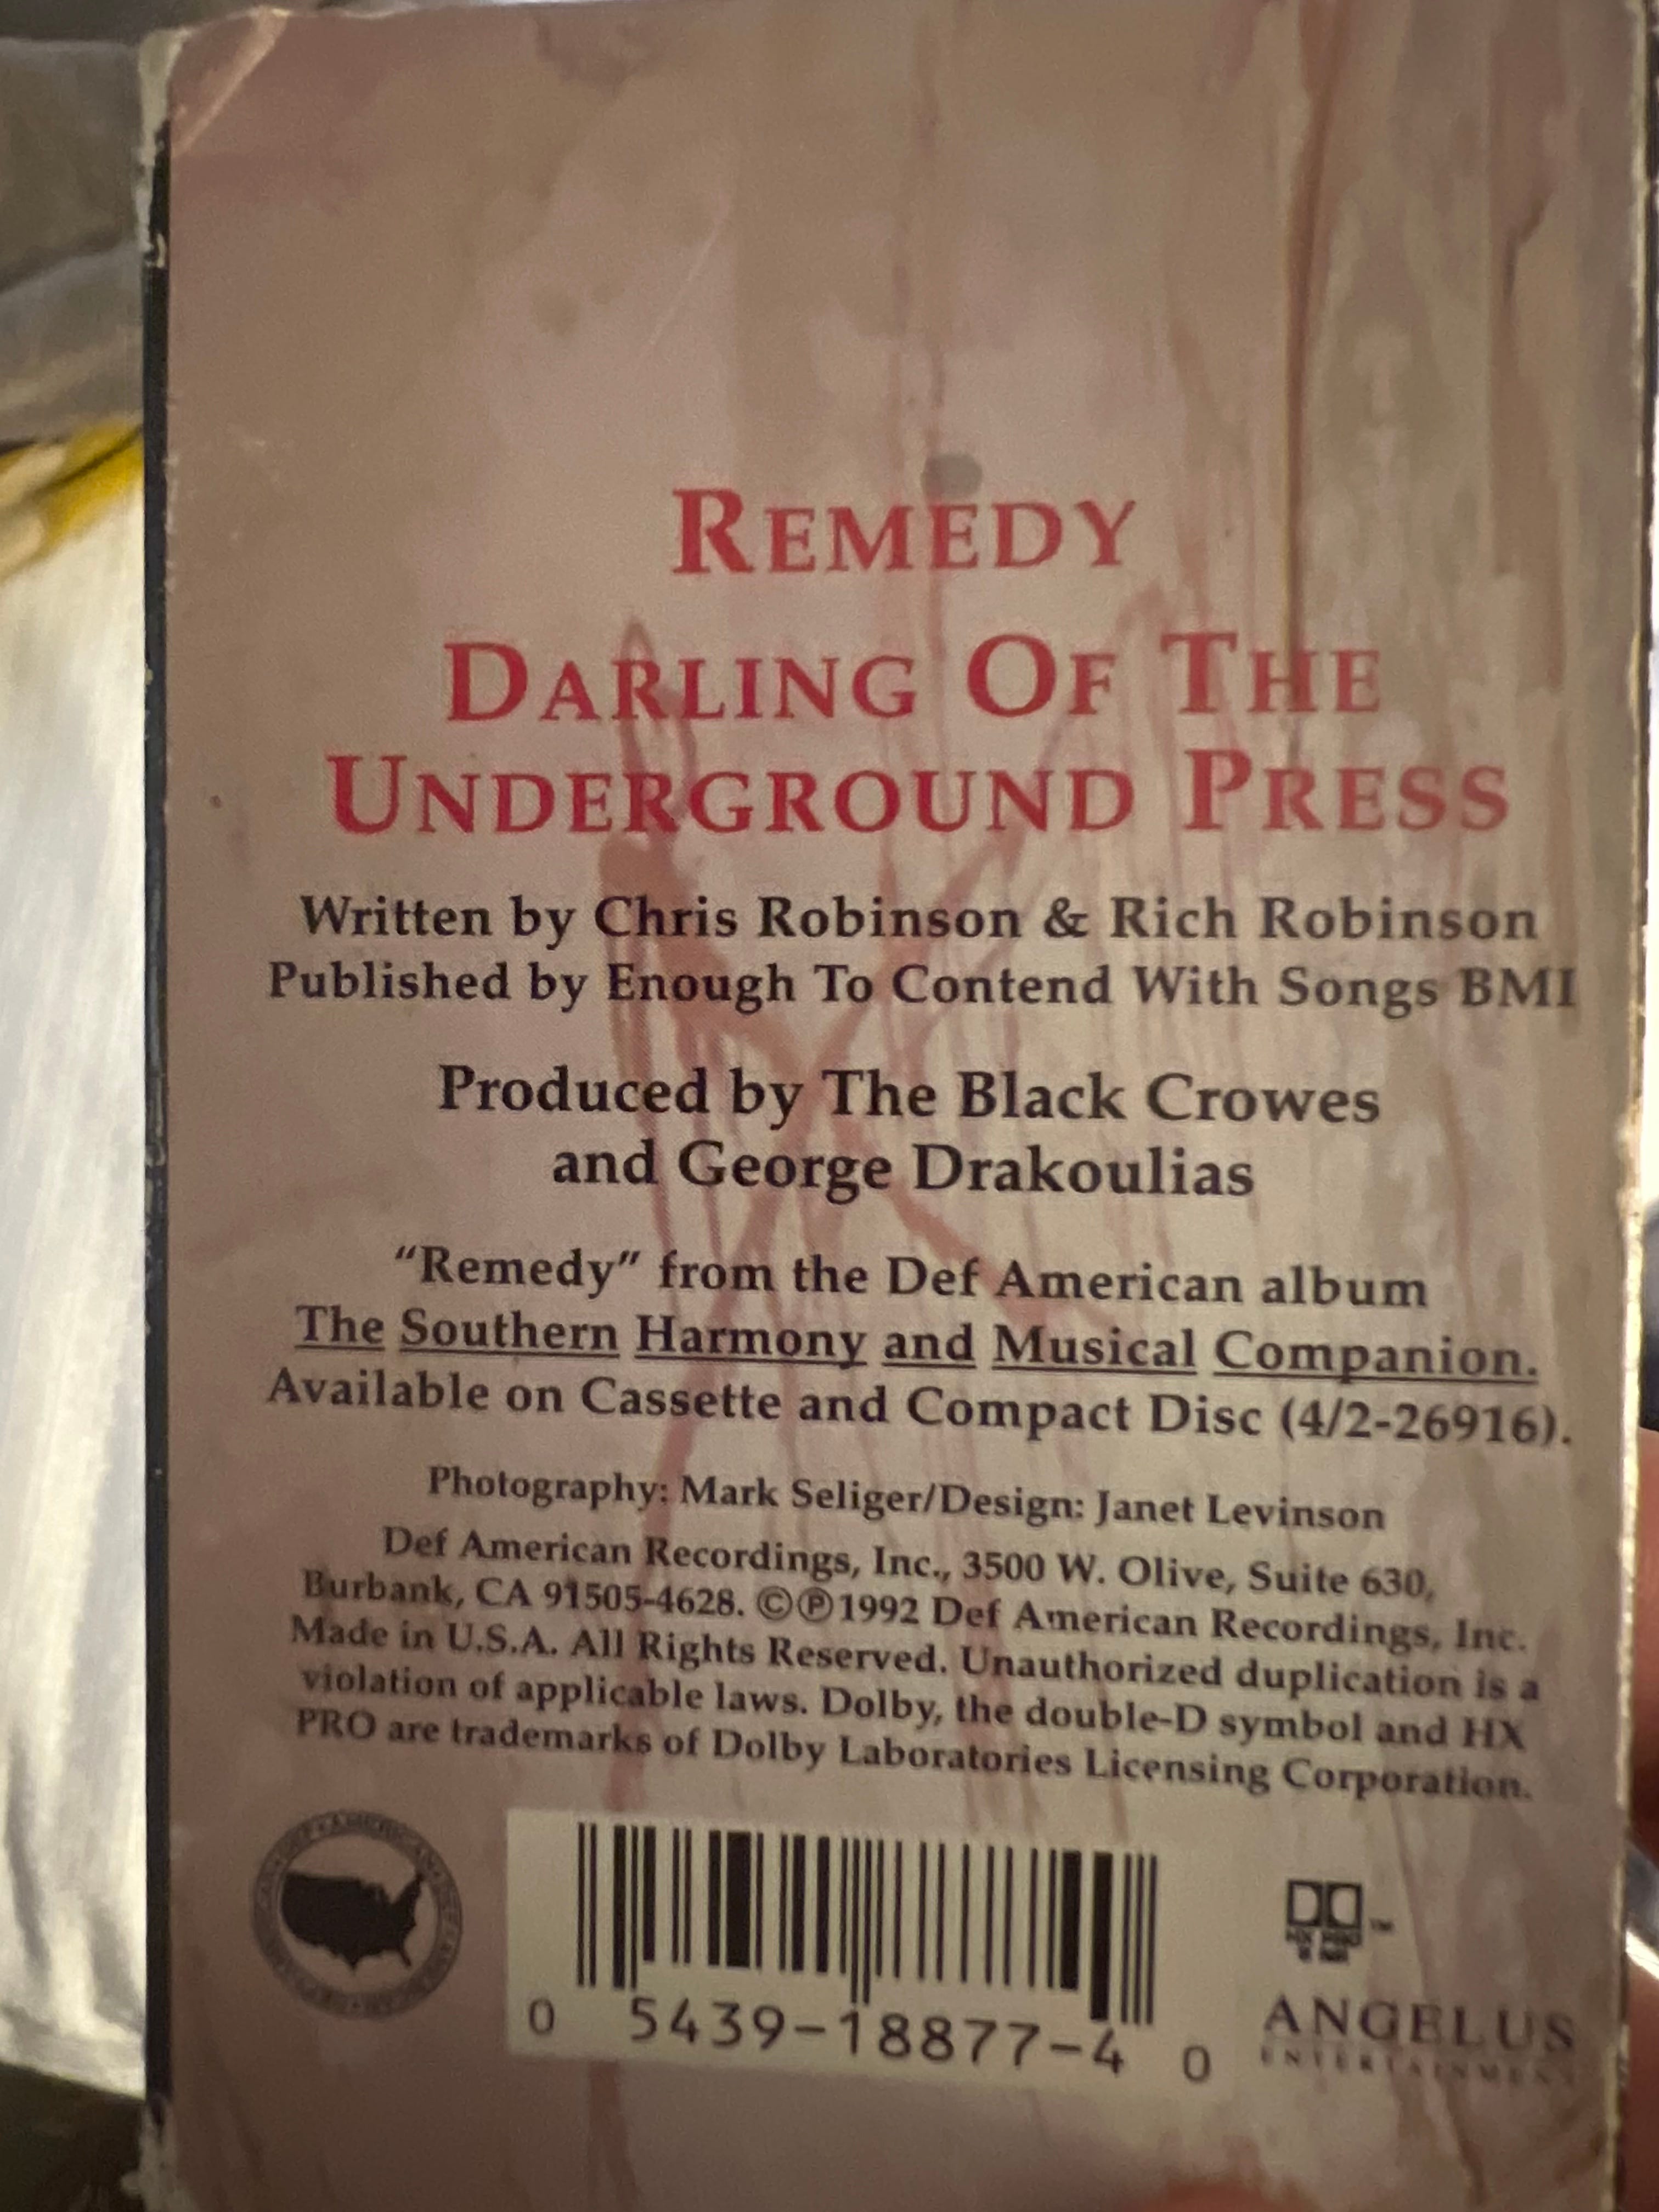 REMEDY
DARLING OF THE
UNDERGROUND PRESS
Written by Chris Robinson & Rich Robinson
Published by Enough To Contend With Songs BMI
Produced by The Black Crowes
and George Drakoulias
“Remedy” from the Def American album
The Southern Harmony and Musical Companion.
Available on Cassette and Compact Disc (4/2-26916).
Photography: Mark Seliger/Design: Janet Levinson
Def American Recordings, Inc., 3500 W. Olive, Suite 630,
Burbank, CA 91505-4628. ©℗1992 Def American Recordings, Inc.
Made in U.S.A. All Rights Reserved. Unauthorized duplication is a
violation of applicable laws. Dolby, the double-D symbol and HX
PRO are trademarks of Dolby Laboratories Licensing Corporation.
0 5439-18877-4 0
HX PRO
ANGELUS
ENTERTAINMENT